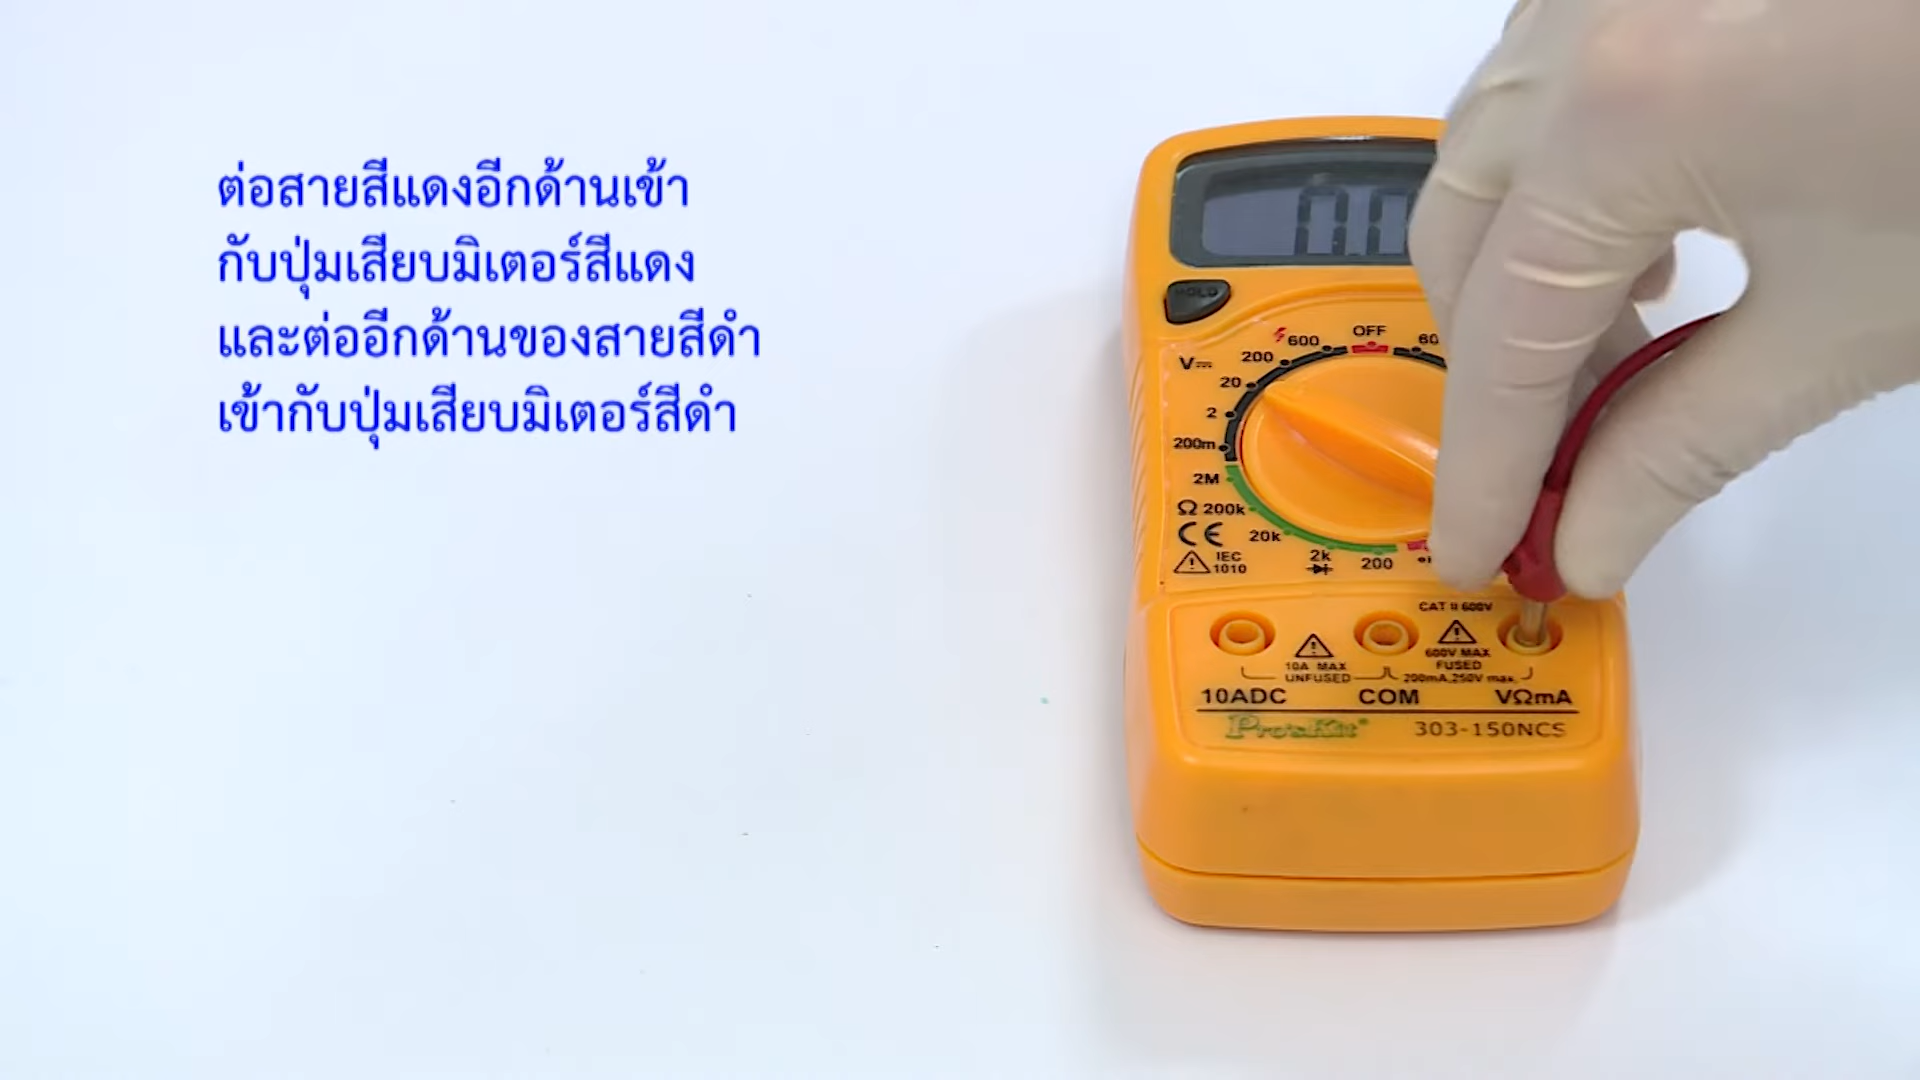 ต่อสายสีแดงอีกด้านเข้า
กับปุ่มเสียบมิเตอร์สีแดง
และต่ออีกด้านของสายสีดำ
เข้ากับปุ่มเสียบมิเตอร์สีดำ
HOLD
OFF
600
V
200
20
2
200m
2M
Ω 200k
CE
20k
IEC
1010
2k
200
CAT II 600V
10A MAX
UNFUSED
600V MAX
FUSED
200mA,250V max.
10ADC COM VΩmA
Pro'sKit® 303-150NCS